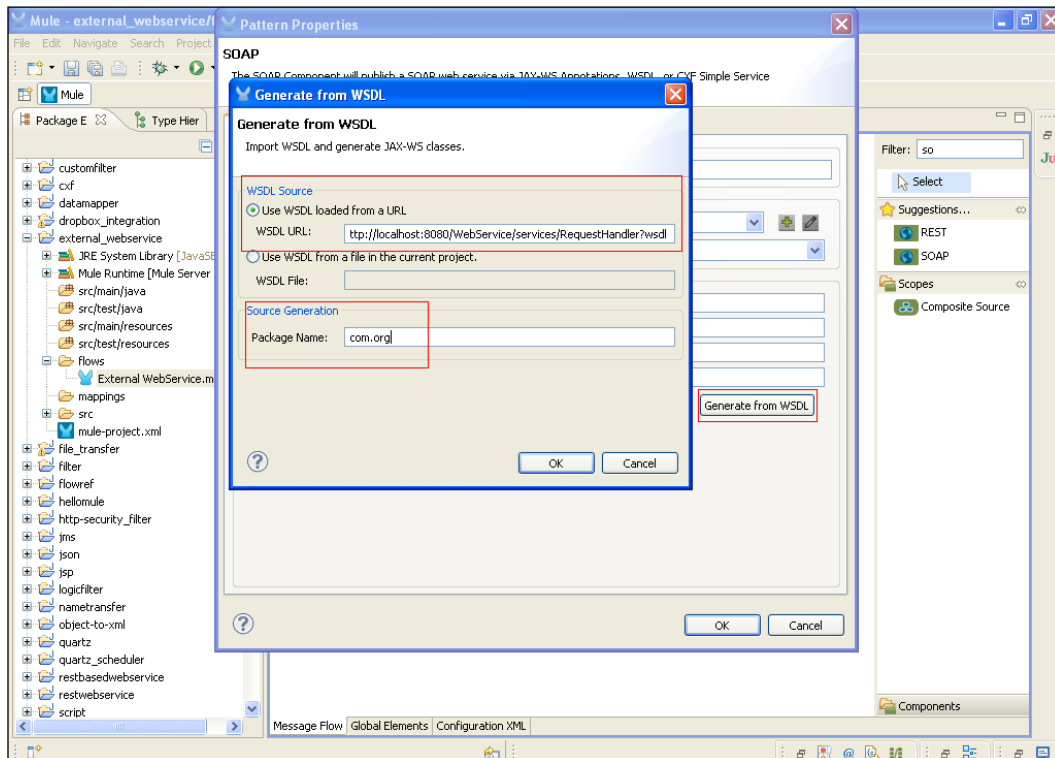 Mule - external_webservice/f
File Edit Navigate Search Project
Mule
Package E
Type Hier
customfilter
cxf
datamapper
dropbox_integration
external_webservice
JRE System Library [JavaSE
Mule Runtime [Mule Server
src/main/java
src/test/java
src/main/resources
src/test/resources
flows
External WebService.m
mappings
src
mule-project.xml
file_transfer
filter
flowref
hellomule
http-security_filter
jms
json
jsp
logicfilter
nametransfer
object-to-xml
quartz
quartz_scheduler
restbasedwebservice
restwebservice
script
Pattern Properties
SOAP
The SOAP Component will publish a SOAP web service via JAX-WS Annotations, WSDL, or CXF Simple Service
Generate from WSDL
Generate from WSDL
Import WSDL and generate JAX-WS classes.
WSDL Source
Use WSDL loaded from a URL
WSDL URL: ttp://localhost:8080/WebService/services/RequestHandler?wsdl
Use WSDL from a file in the current project.
WSDL File:
Source Generation
Package Name: com.org
OK Cancel
Generate from WSDL
OK Cancel
Message Flow Global Elements Configuration XML
Filter: so
Select
Suggestions...
REST
SOAP
Scopes
Composite Source
Components
Ju